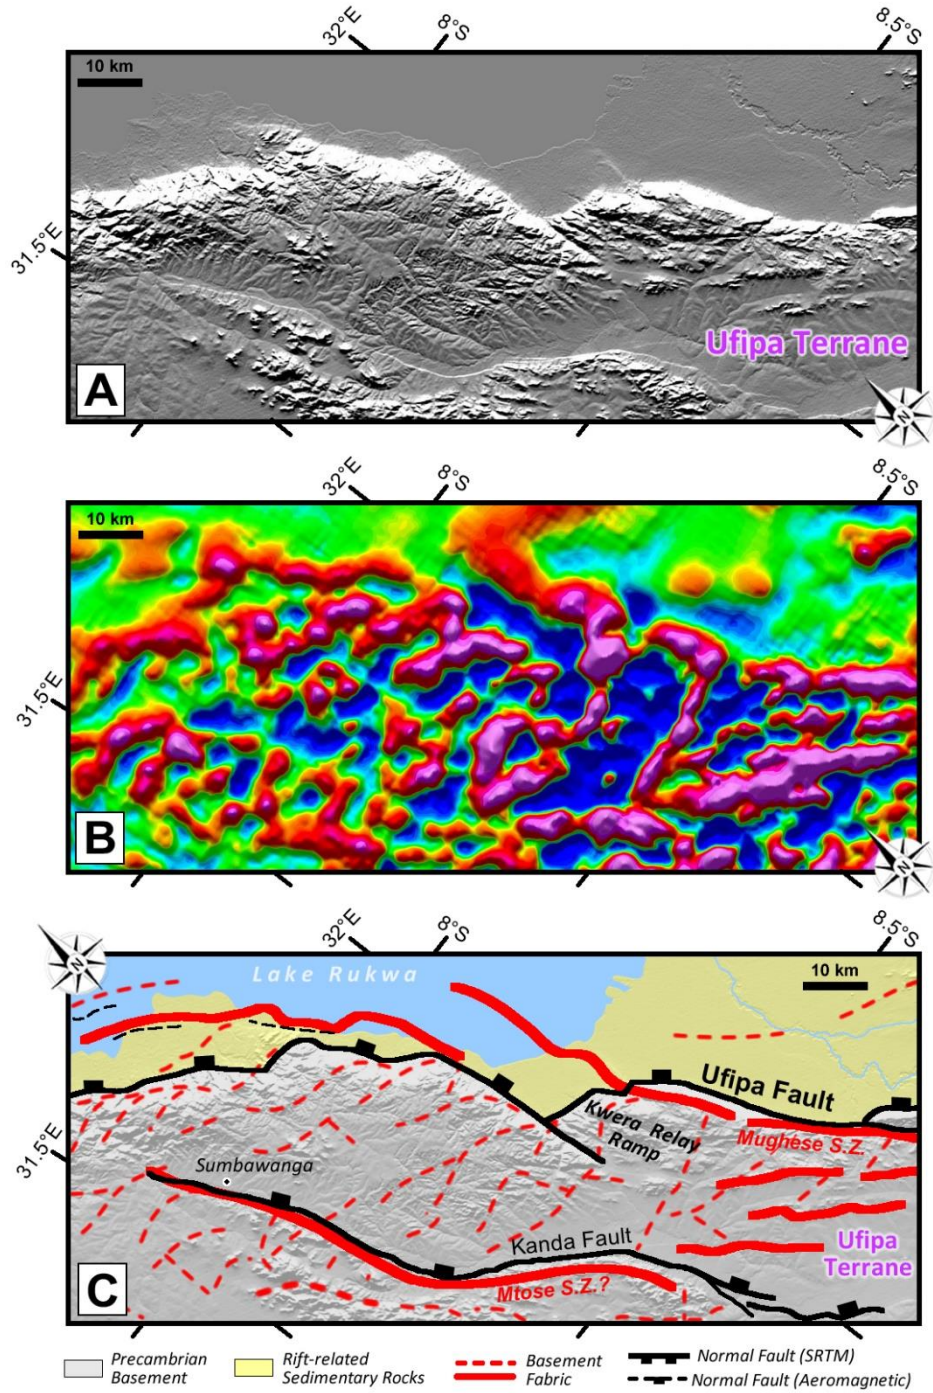 32°E
8°S
8.5°S
10 km
31.5°E
Ufipa Terrane
A
N
32°E
8°S
8.5°S
10 km
31.5°E
B
N
N
32°E
8°S
8.5°S
Lake Rukwa
10 km
Ufipa Fault
Kwera Relay
Ramp
Mughese S.Z.
31.5°E
Sumbawanga
Kanda Fault
Ufipa
Terrane
Mtose S.Z.?
C
Precambrian
Basement
Rift-related
Sedimentary Rocks
Basement
Fabric
Normal Fault (SRTM)
Normal Fault (Aeromagnetic)